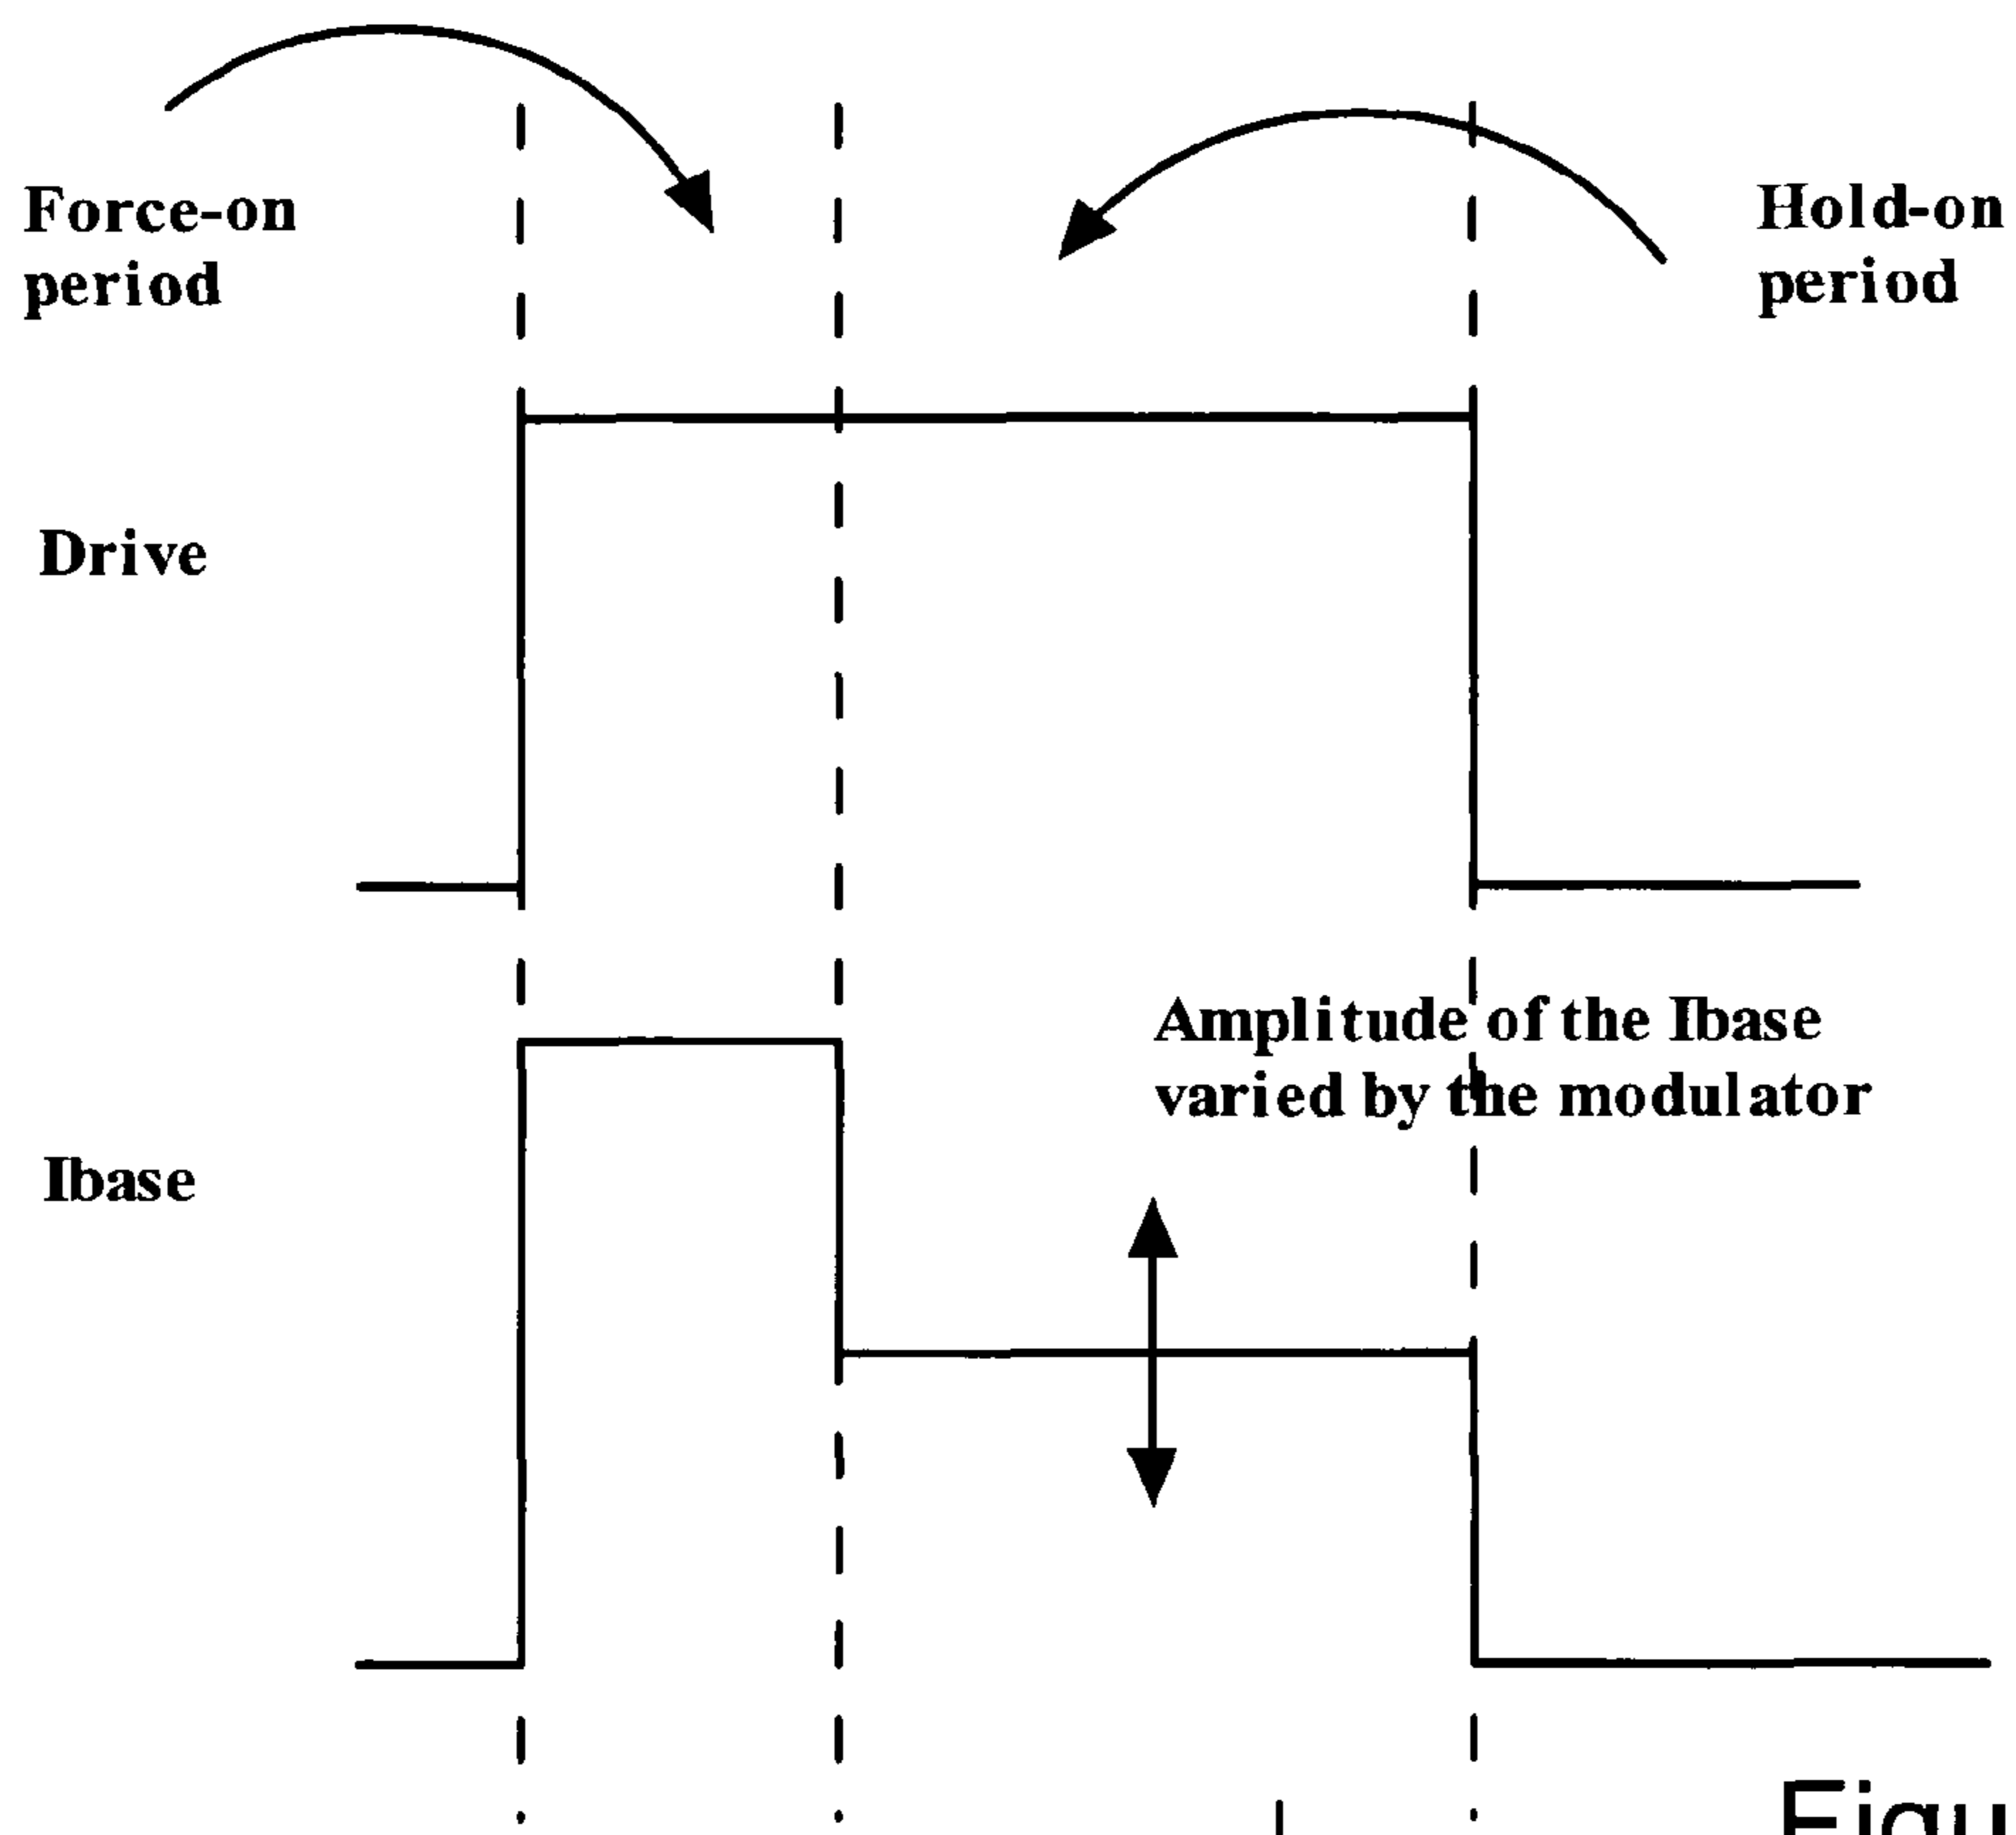 Force-on
period
Hold-on
period
Drive
Amplitude of the Ibase
varied by the modulator
Ibase